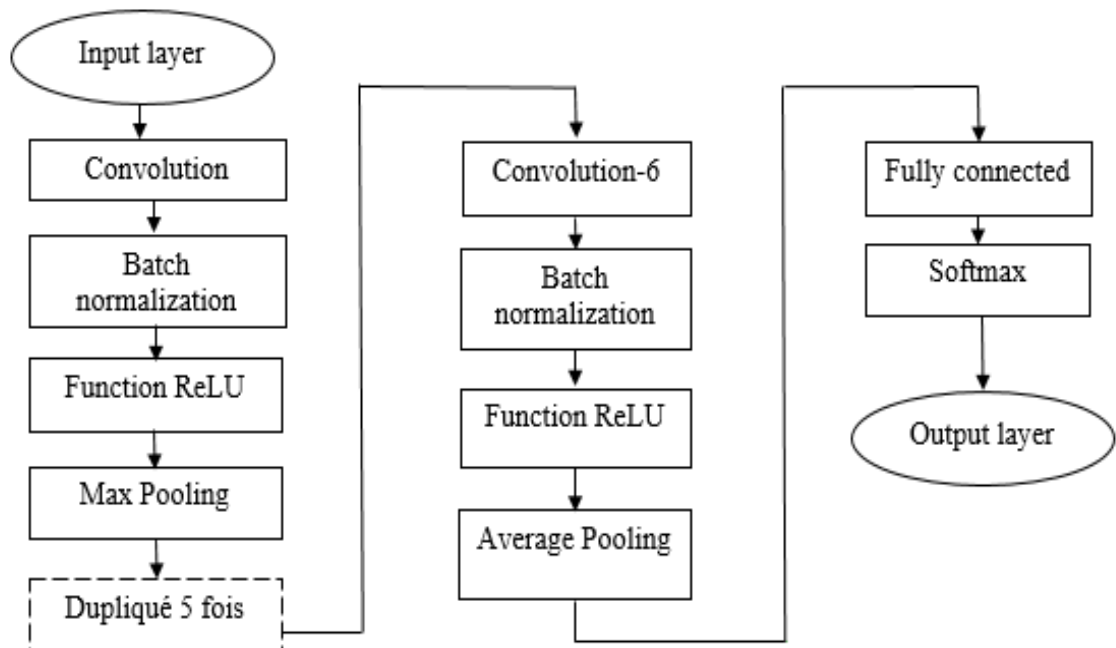 Input layer
Convolution
Batch
normalization
Function ReLU
Max Pooling
Dupliqué 5 fois
Convolution-6
Batch
normalization
Function ReLU
Average Pooling
Fully connected
Softmax
Output layer